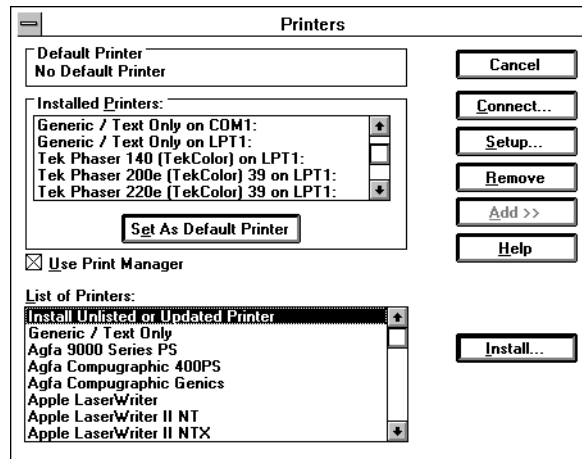 Printers
Default Printer
No Default Printer
Cancel
Installed Printers:
Generic / Text Only on COM1:
Generic / Text Only on LPT1:
Tek Phaser 140 (TekColor) on LPT1:
Tek Phaser 200e (TekColor) 39 on LPT1:
Tek Phaser 220e (TekColor) 39 on LPT1:
Set As Default Printer
Connect...
Setup...
Remove
Add >>
Help
Use Print Manager
List of Printers:
Install Unlisted or Updated Printer
Generic / Text Only
Agfa 9000 Series PS
Agfa Compugraphic 400PS
Agfa Compugraphic Genics
Apple LaserWriter
Apple LaserWriter II NT
Apple LaserWriter II NTX
Install...